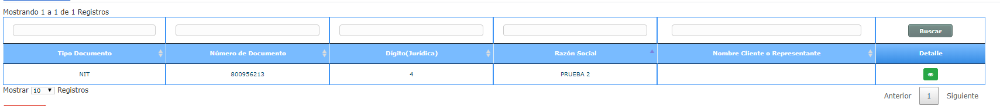 Mostrando 1 a 1 de 1 Registros
Buscar
Tipo Documento Número de Documento Dígito(Jurídica) Razón Social Nombre Cliente o Representante Detalle
NIT 800956213 4 PRUEBA 2
Mostrar 10 Registros
Anterior 1 Siguiente